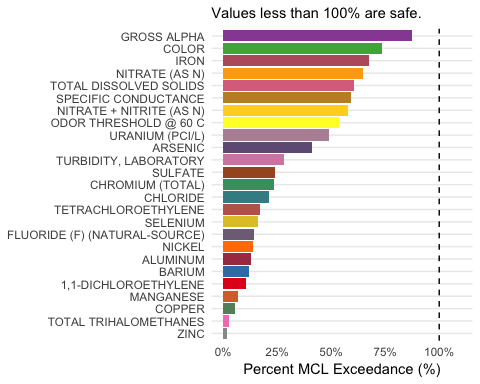 Values less than 100% are safe.
GROSS ALPHA
COLOR
IRON
NITRATE (AS N)
TOTAL DISSOLVED SOLIDS
SPECIFIC CONDUCTANCE
NITRATE + NITRITE (AS N)
ODOR THRESHOLD @ 60 C
URANIUM (PCI/L)
ARSENIC
TURBIDITY, LABORATORY
SULFATE
CHROMIUM (TOTAL)
CHLORIDE
TETRACHLOROETHYLENE
SELENIUM
FLUORIDE (F) (NATURAL-SOURCE)
NICKEL
ALUMINUM
BARIUM
1,1-DICHLOROETHYLENE
MANGANESE
COPPER
TOTAL TRIHALOMETHANES
ZINC
0% 25% 50% 75% 100%
Percent MCL Exceedance (%)